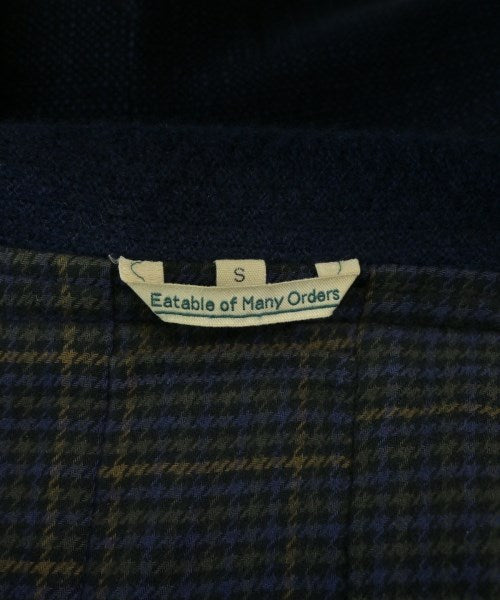 S
Eatable of Many Orders